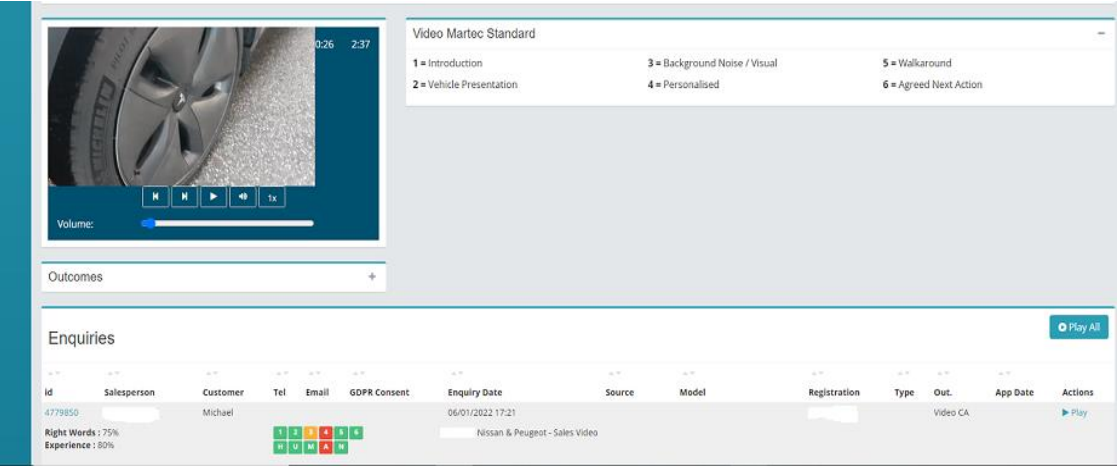 0:26 2:37
Video Martec Standard −
1 = Introduction 3 = Background Noise / Visual 5 = Walkaround
2 = Vehicle Presentation 4 = Personalised 6 = Agreed Next Action
MICHELIN
1x
Volume:
Outcomes +
Enquiries Play All
id Salesperson Customer Tel Email GDPR Consent Enquiry Date Source Model Registration Type Out. App Date Actions
4779850 Michael 06/01/2022 17:21 Video CA Play
Right Words : 75% 1 2 3 4 5 6 Nissan & Peugeot - Sales Video
Experience : 80% H U M A N